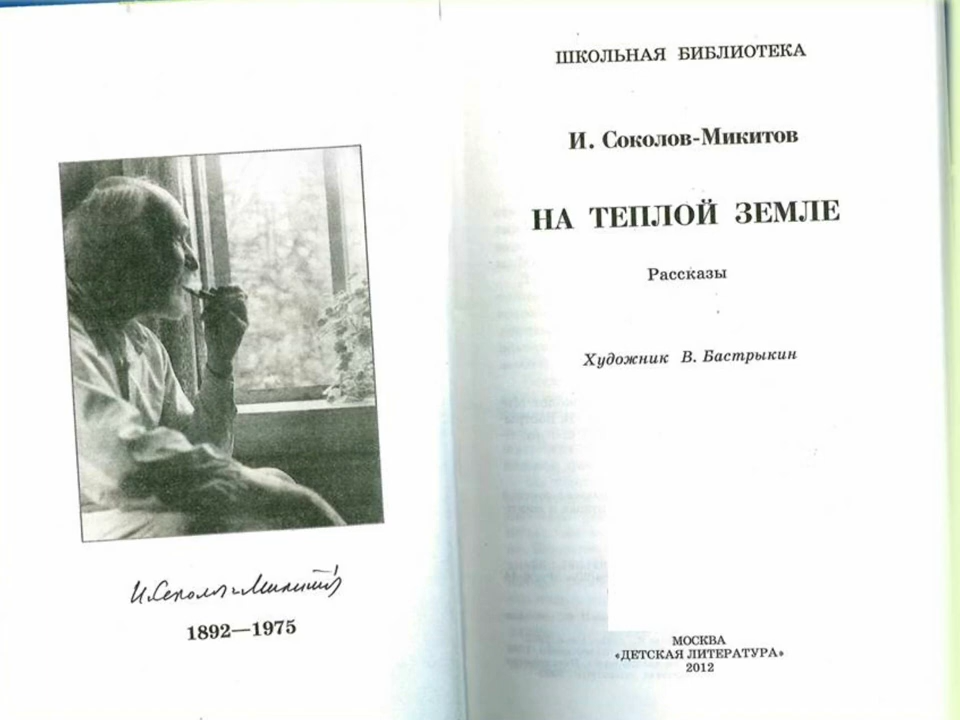 И. Соколов-Микитов
1892—1975
ШКОЛЬНАЯ БИБЛИОТЕКА
И. Соколов-Микитов
НА ТЕПЛОЙ ЗЕМЛЕ
Рассказы
Художник В. Бастрыкин
МОСКВА
«ДЕТСКАЯ ЛИТЕРАТУРА»
2012